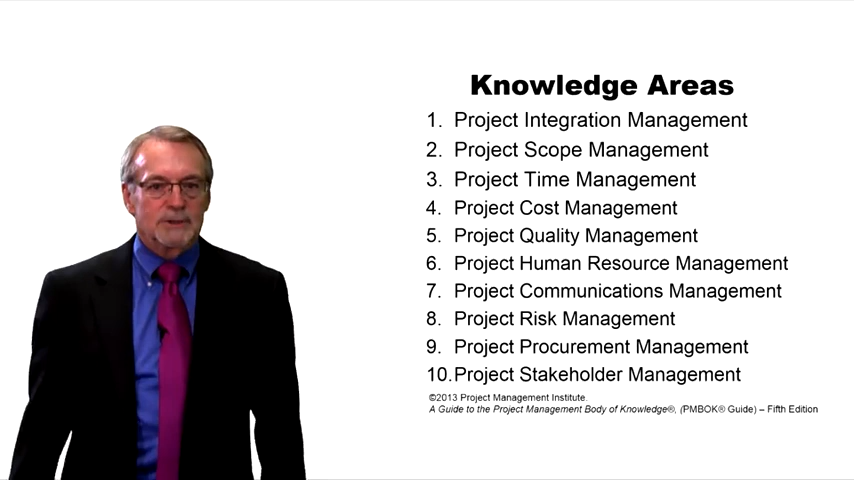 Knowledge Areas
1. Project Integration Management
2. Project Scope Management
3. Project Time Management
4. Project Cost Management
5. Project Quality Management
6. Project Human Resource Management
7. Project Communications Management
8. Project Risk Management
9. Project Procurement Management
10. Project Stakeholder Management
©2013 Project Management Institute.
A Guide to the Project Management Body of Knowledge®, (PMBOK® Guide) – Fifth Edition